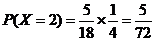 P(X = 2) = 5/18 × 1/4 = 5/72